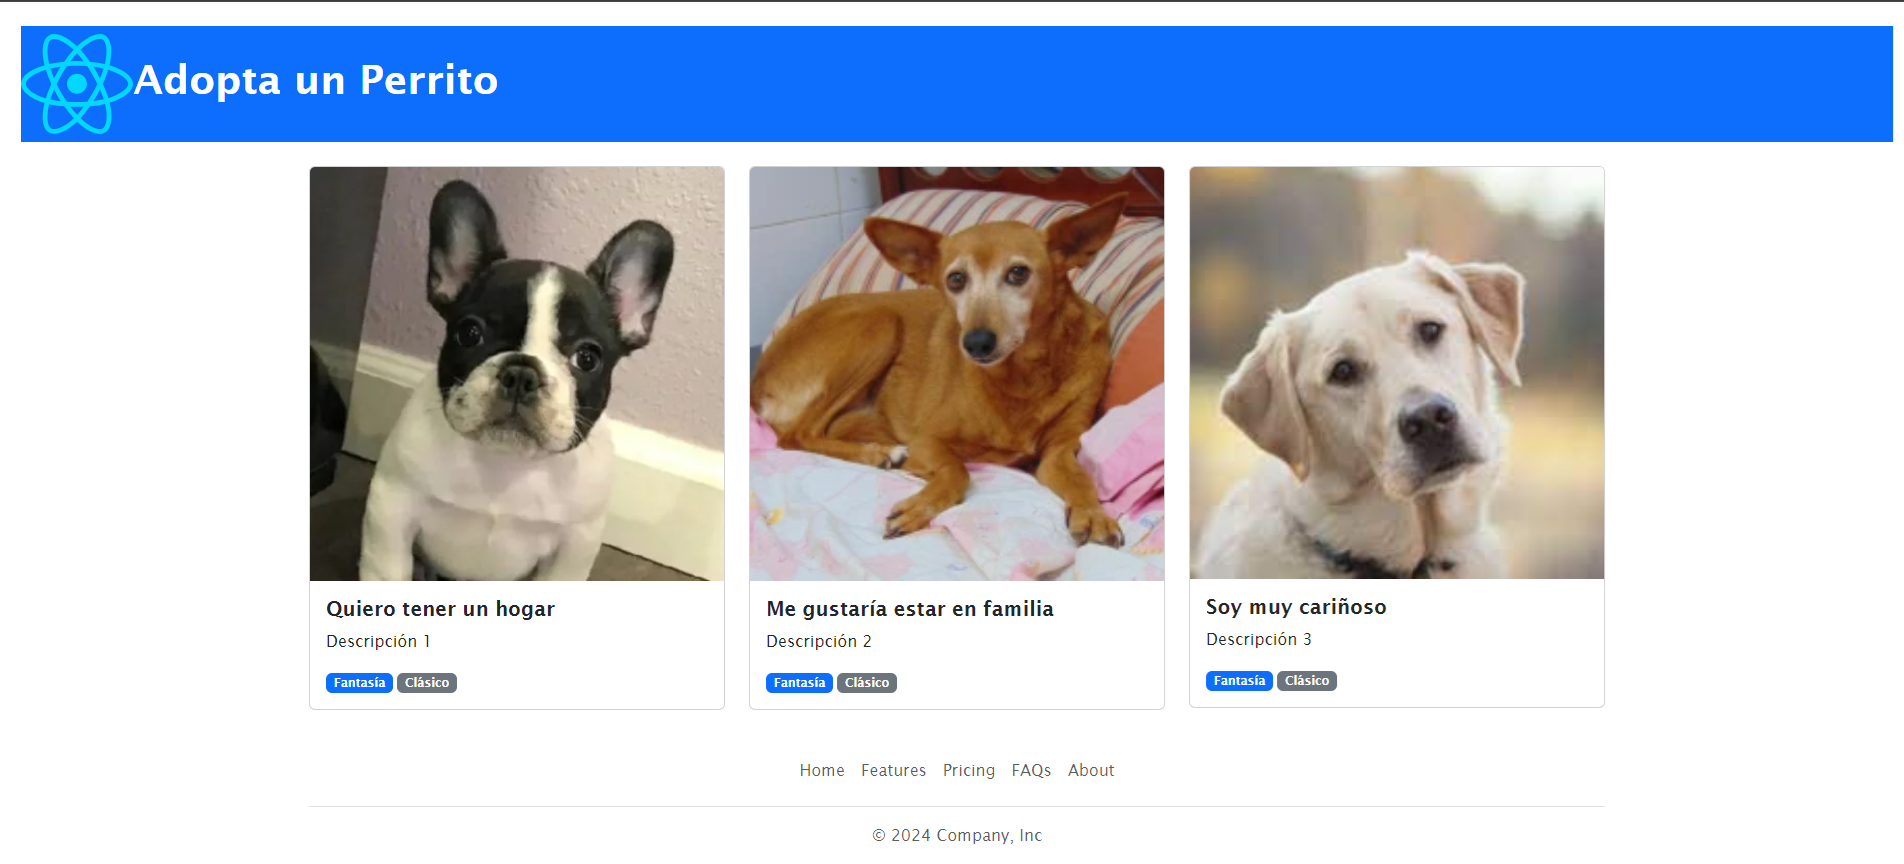 Adopta un Perrito
Quiero tener un hogar
Descripción 1
Fantasía Clásico
Me gustaría estar en familia
Descripción 2
Fantasía Clásico
Soy muy cariñoso
Descripción 3
Fantasía Clásico
Home Features Pricing FAQs About
© 2024 Company, Inc